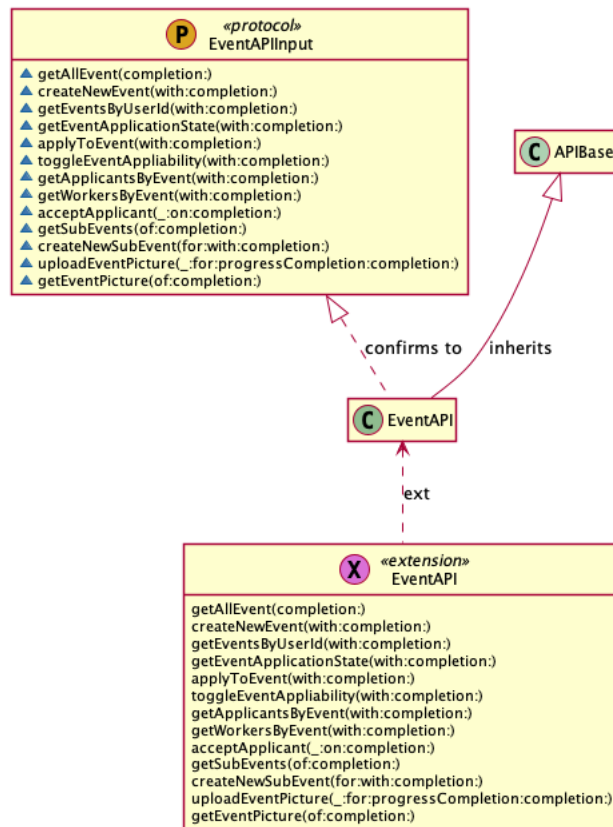 P «protocol»
EventAPIInput
getAllEvent(completion:)
createNewEvent(with:completion:)
getEventsByUserId(with:completion:)
getEventApplicationState(with:completion:)
applyToEvent(with:completion:)
toggleEventAppliability(with:completion:)
getApplicantsByEvent(with:completion:)
getWorkersByEvent(with:completion:)
acceptApplicant(_:on:completion:)
getSubEvents(of:completion:)
createNewSubEvent(for:with:completion:)
uploadEventPicture(_:for:progressCompletion:completion:)
getEventPicture(of:completion:)
C APIBase
confirms to
inherits
C EventAPI
ext
X «extension»
EventAPI
getAllEvent(completion:)
createNewEvent(with:completion:)
getEventsByUserId(with:completion:)
getEventApplicationState(with:completion:)
applyToEvent(with:completion:)
toggleEventAppliability(with:completion:)
getApplicantsByEvent(with:completion:)
getWorkersByEvent(with:completion:)
acceptApplicant(_:on:completion:)
getSubEvents(of:completion:)
createNewSubEvent(for:with:completion:)
uploadEventPicture(_:for:progressCompletion:completion:)
getEventPicture(of:completion:)